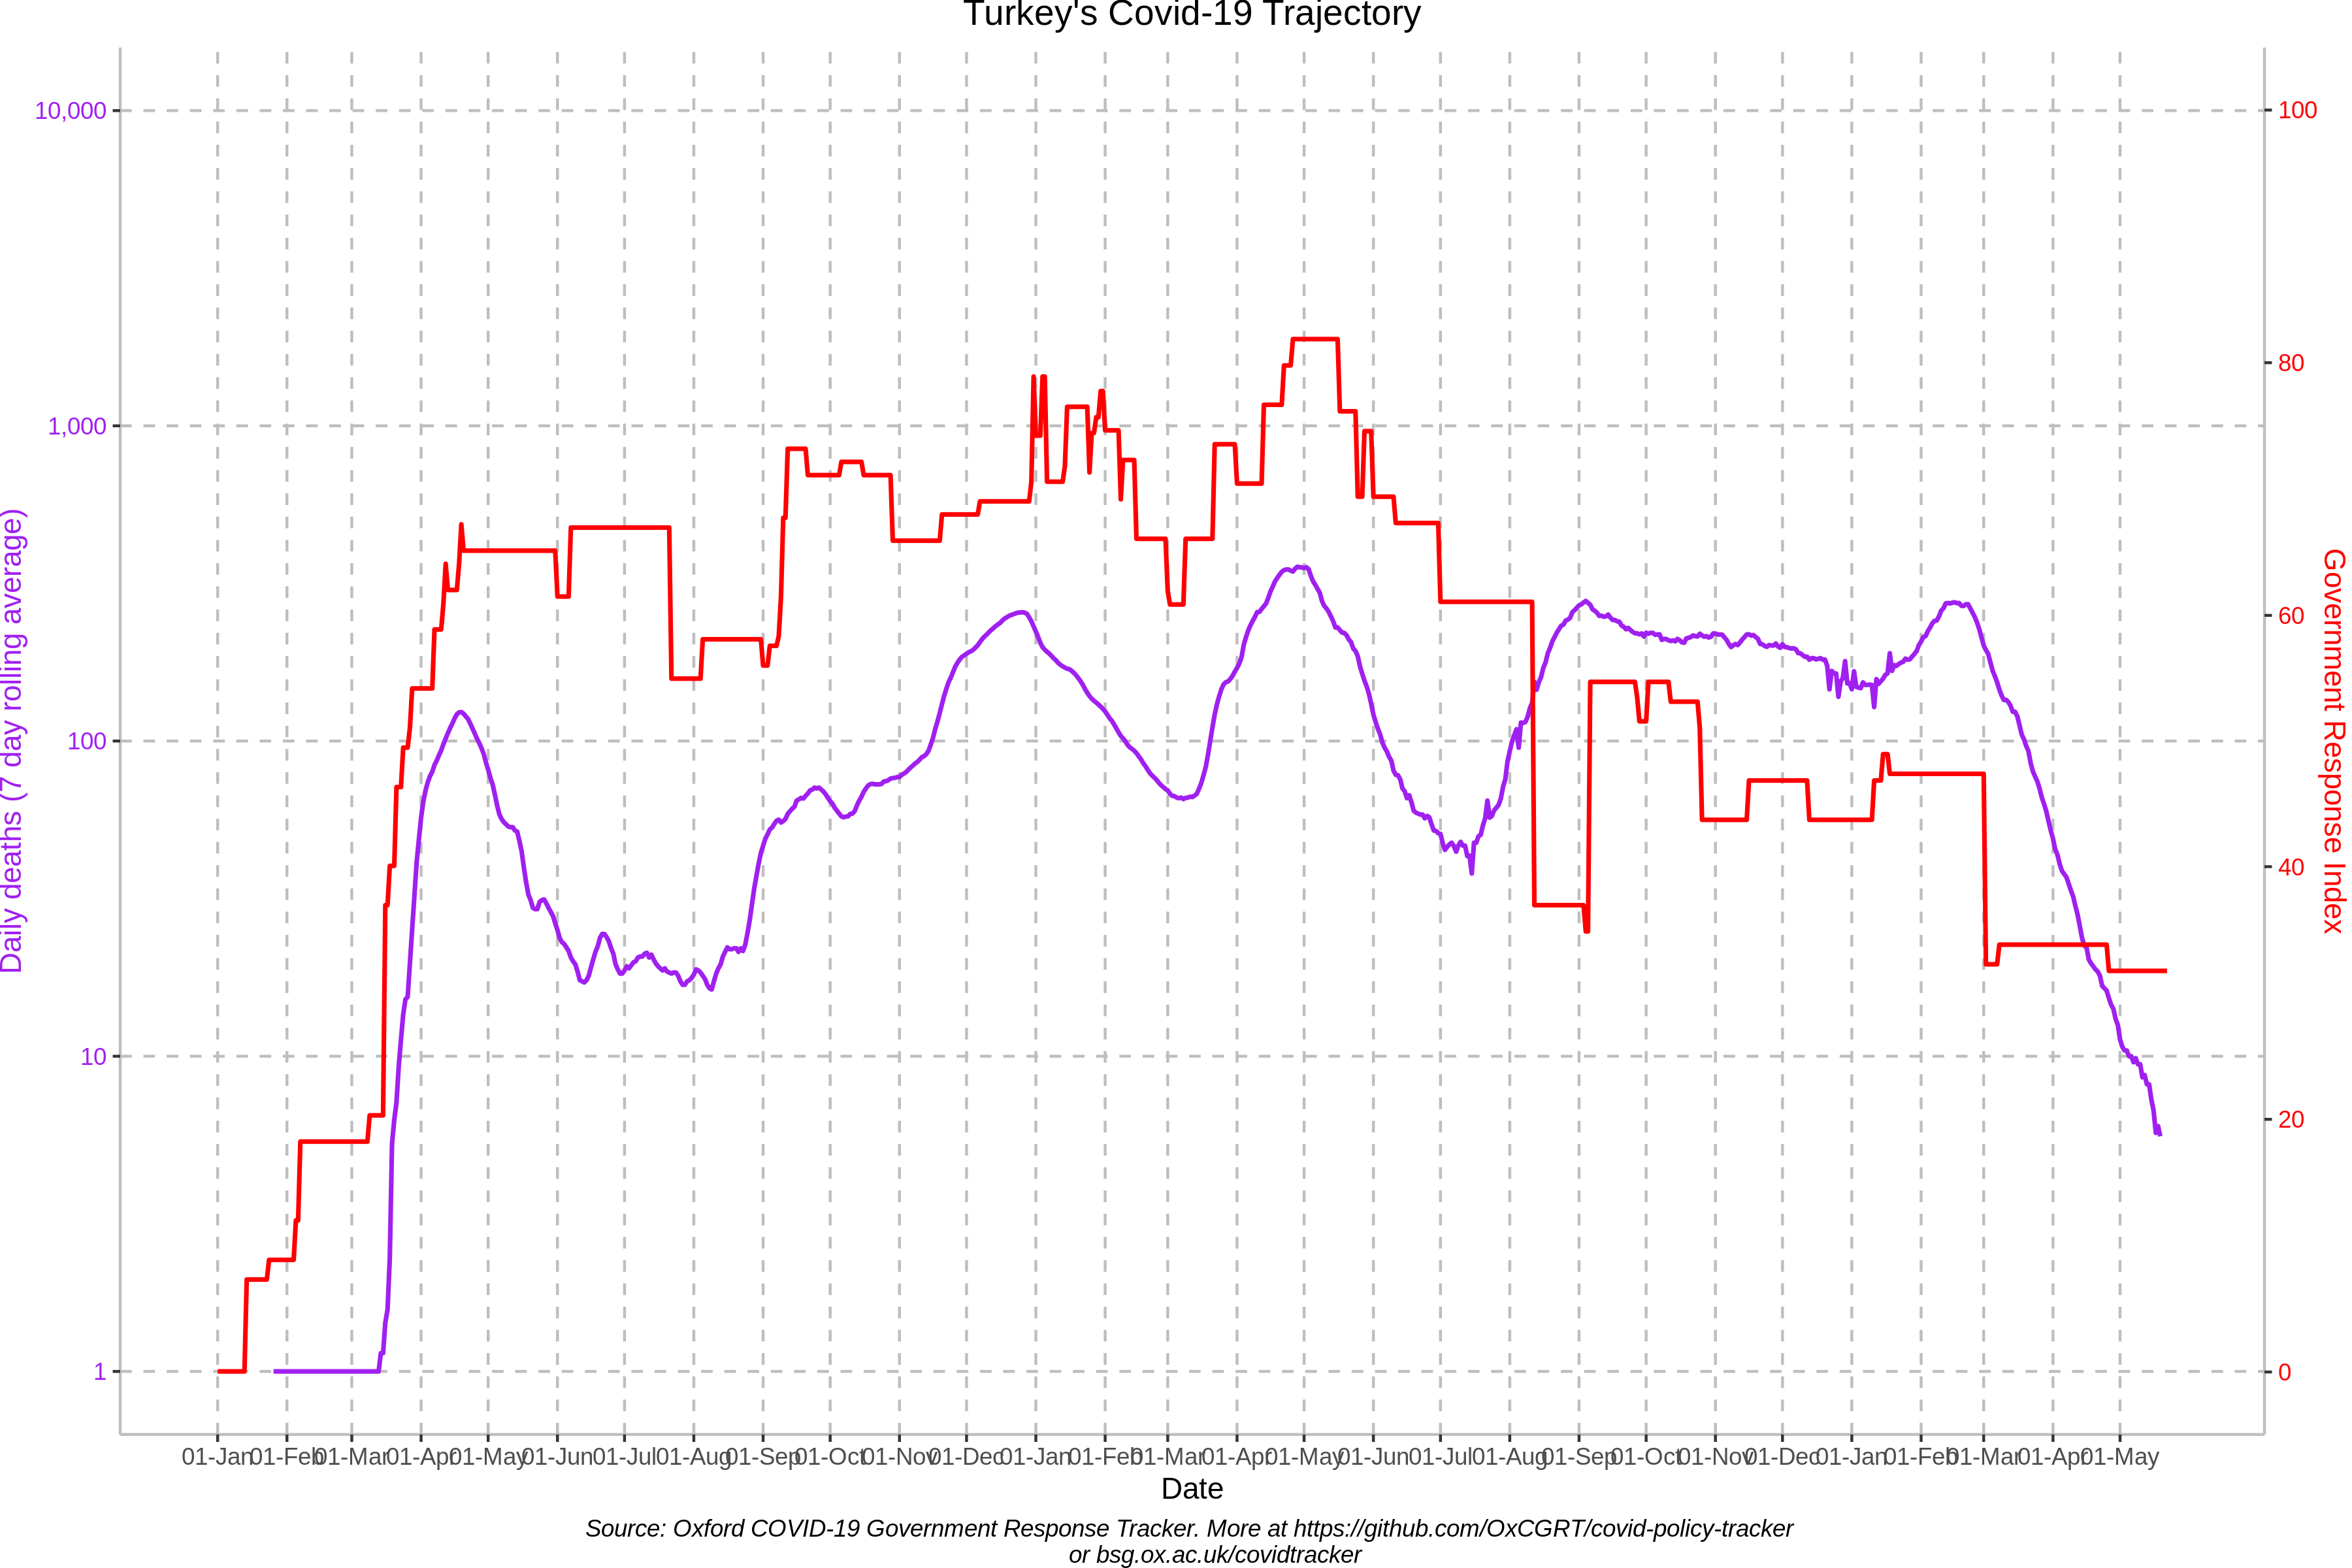 Turkey's Covid-19 Trajectory
10,000
1,000
100
10
1
Daily deaths (7 day rolling average)
100
80
60
40
20
0
Government Response Index
01-Jan 01-Feb 01-Mar 01-Apr 01-May 01-Jun 01-Jul 01-Aug 01-Sep 01-Oct 01-Nov 01-Dec 01-Jan 01-Feb 01-Mar 01-Apr 01-May 01-Jun 01-Jul 01-Aug 01-Sep 01-Oct 01-Nov 01-Dec 01-Jan 01-Feb 01-Mar 01-Apr 01-May
Date
Source: Oxford COVID-19 Government Response Tracker. More at https://github.com/OxCGRT/covid-policy-tracker
or bsg.ox.ac.uk/covidtracker